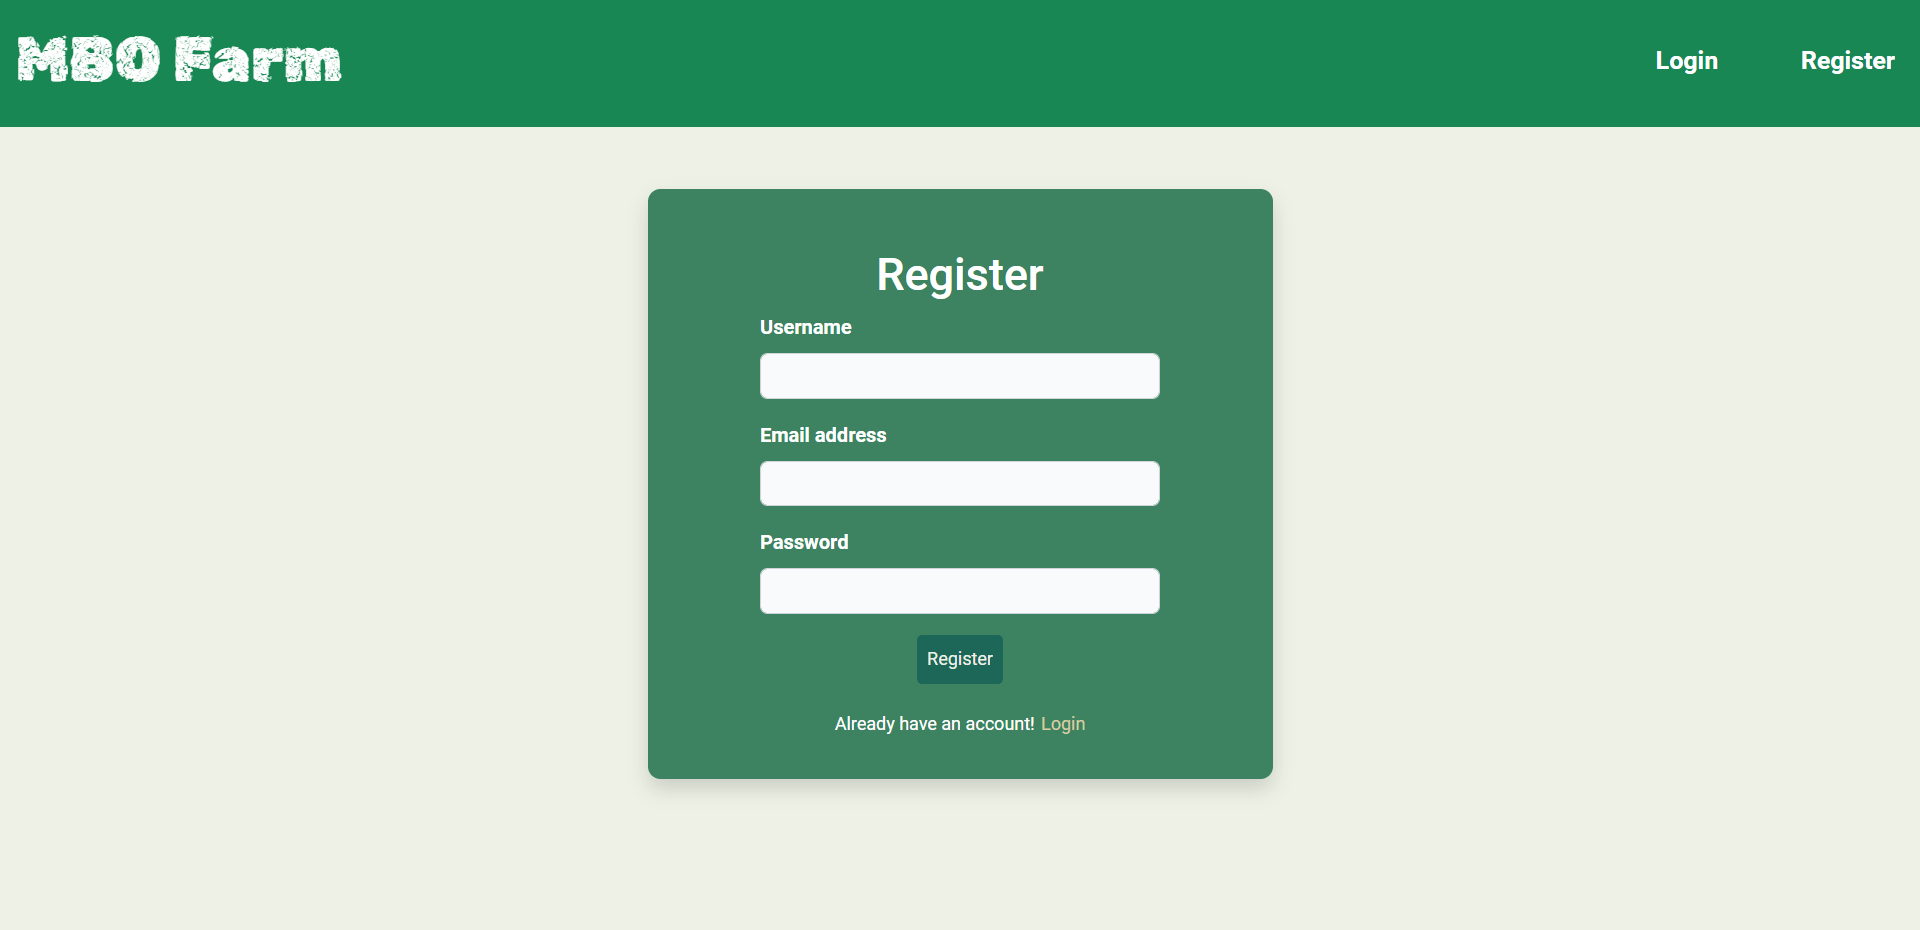 MBO Farm
Login
Register
Register
Username
Email address
Password
Register
Already have an account! Login